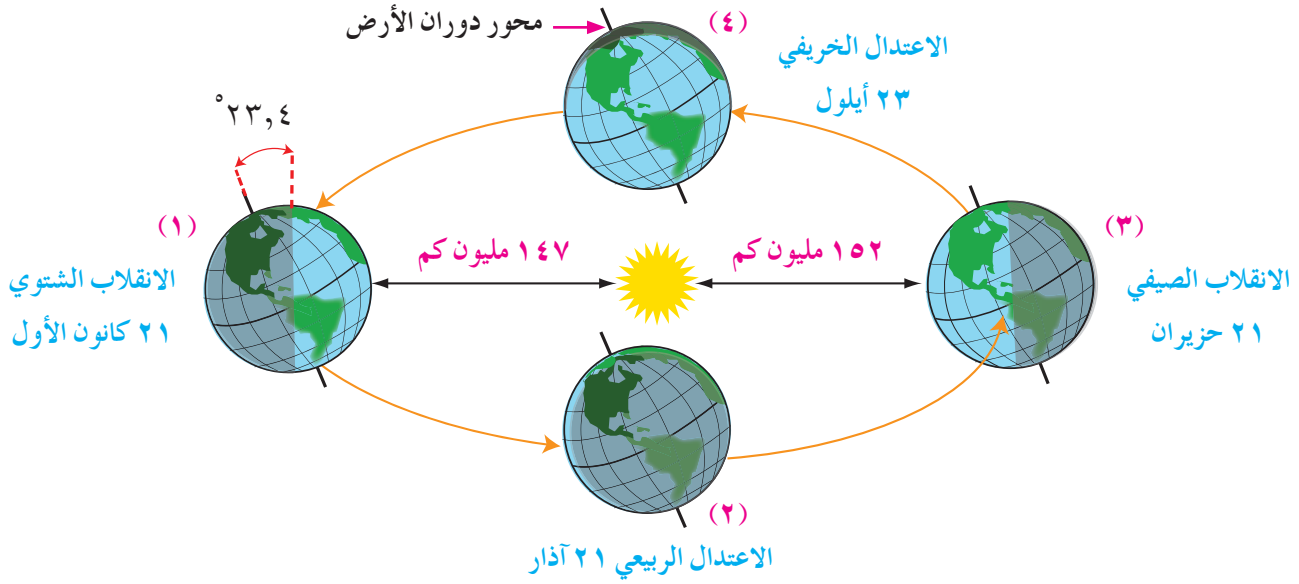 محور دوران الأرض
(٤)
الاعتدال الخريفي
٢٣ أيلول
٢٣,٤°
(١)
الانقلاب الشتوي
٢١ كانون الأول
١٤٧ مليون كم
١٥٢ مليون كم
(٣)
الانقلاب الصيفي
٢١ حزيران
(٢)
الاعتدال الربيعي ٢١ آذار